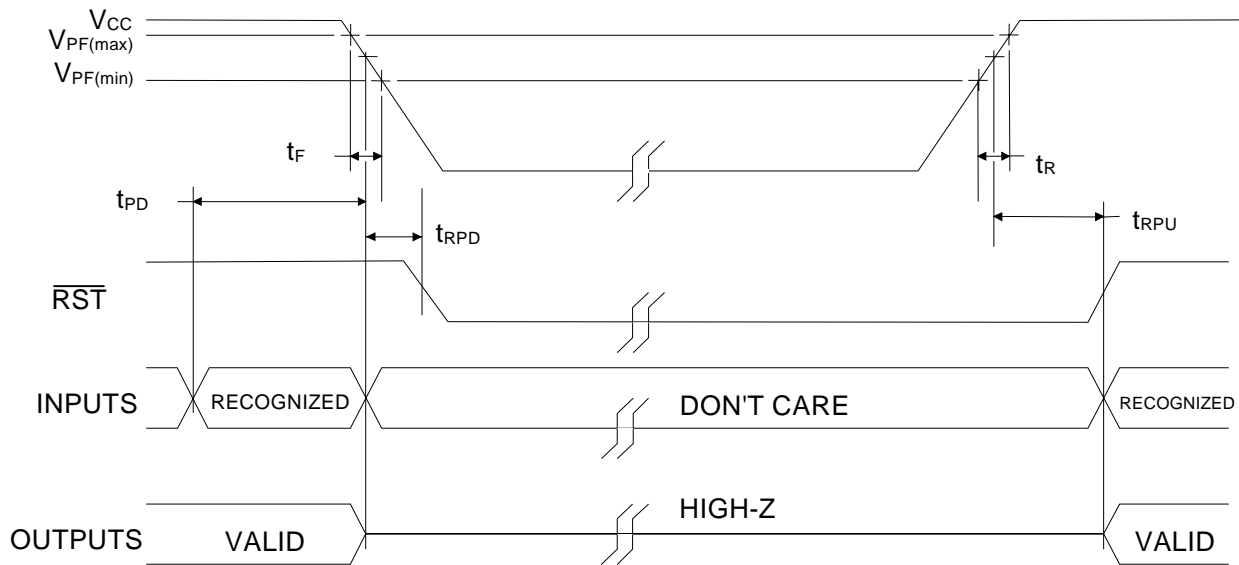 VCC
VPF(max)
VPF(min)
tF
tR
tPD
tRPD
tRPU
RST
INPUTS
RECOGNIZED
DON'T CARE
RECOGNIZED
HIGH-Z
OUTPUTS
VALID
VALID